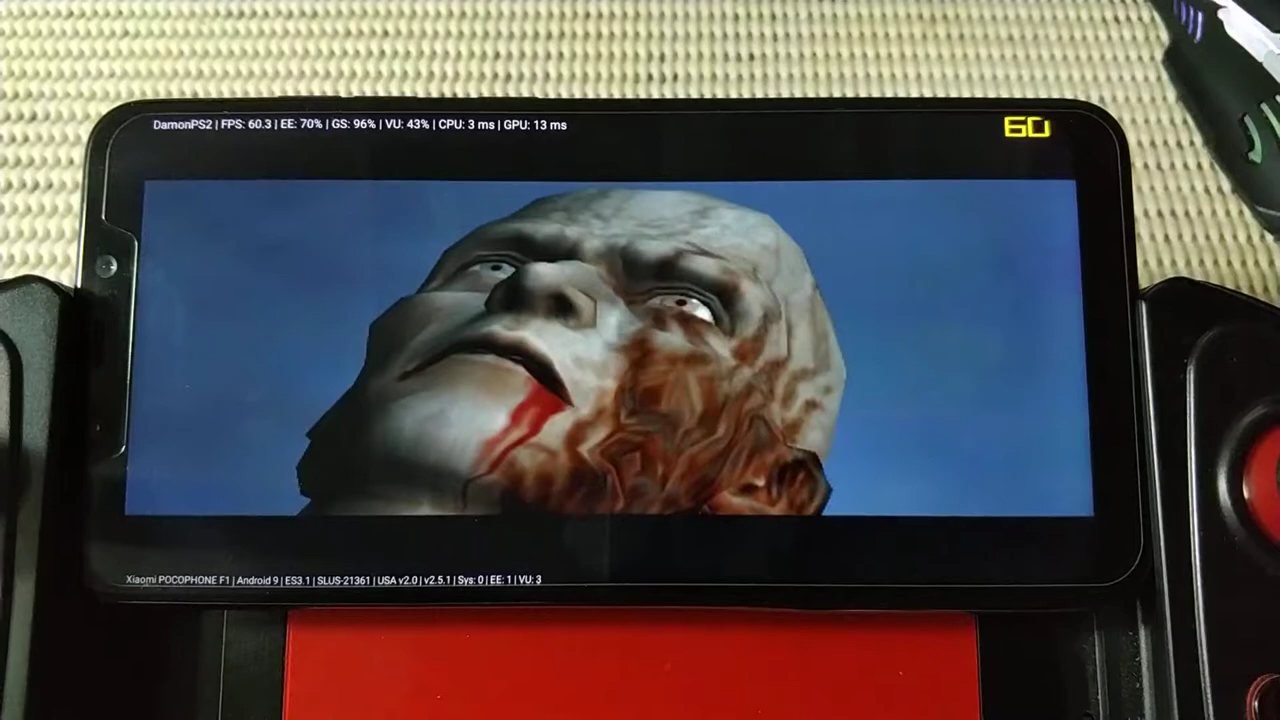 DamonPS2 | FPS: 60.3 | EE: 70% | GS: 96% | VU: 43% | CPU: 3 ms | GPU: 13 ms
60
Xiaomi POCOPHONE F1 | Android 9 | ES3.1 | SLUS-21361 | USA v2.0 | v2.5.1 | Sys: 0 | EE: 1 | VU: 3